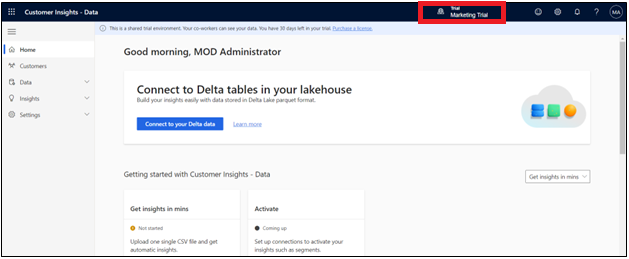 Customer Insights - Data
Trial
Marketing Trial
MA
This is a shared trial environment. Your co-workers can see your data. You have 30 days left in your trial. Purchase a license.
Home
Customers
Data
Insights
Settings
Good morning, MOD Administrator
Connect to Delta tables in your lakehouse
Build your insights easily with data stored in Delta Lake parquet format.
Connect to your Delta data
Learn more
Getting started with Customer Insights - Data
Get insights in mins
Get insights in mins
Not started
Upload one single CSV file and get
automatic insights.
Activate
Coming up
Set up connections to activate your
insights such as segments.